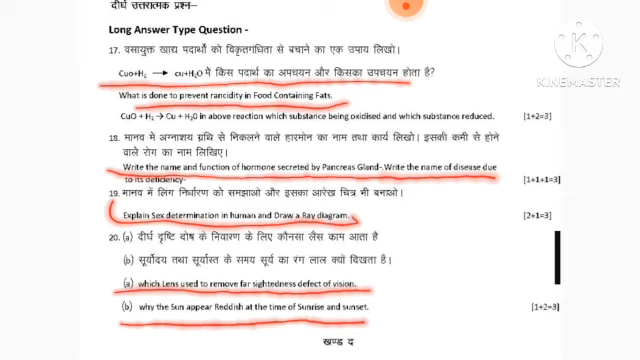 दीर्घ उत्तरात्मक प्रश्न-
Long Answer Type Question -
17. वसायुक्त खाद्य पदार्थो को विकृतगंधिता से बचाने का एक उपाय लिखो।
Cuo+H₂ → cu+H₂O में किस पदार्थ का अपचयन और किसका उपचयन होता है?
What is done to prevent rancidity in Food Containing Fats.
CuO + H₂ → Cu + H₂O in above reaction which substance being oxidised and which substance reduced. [1+2=3]
18. मानव में अग्नाशय ग्रंथि से निकलने वाले हारमोन का नाम तथा कार्य लिखो। इसकी कमी से होने
वाले रोग का नाम लिखिए।
Write the name and function of hormone secreted by Pancreas Gland- Write the name of disease due
to its deficiency- [1+1+1=3]
19. मानव में लिंग निर्धारण को समझाओ और इसका आरेख चित्र भी बनाओ।
Explain Sex determination in human and Draw a Ray diagram. [2+1=3]
20. (a) दीर्घ दृष्टि दोष के निवारण के लिए कौनसा लैंस काम आता है
(b) सूर्योदय तथा सूर्यास्त के समय सूर्य का रंग लाल क्यों दिखता है।
(a) which Lens used to remove far sightedness defect of vision.
(b) why the Sun appear Reddish at the time of Sunrise and sunset. [1+2=3]
खण्ड द
KINEMASTER